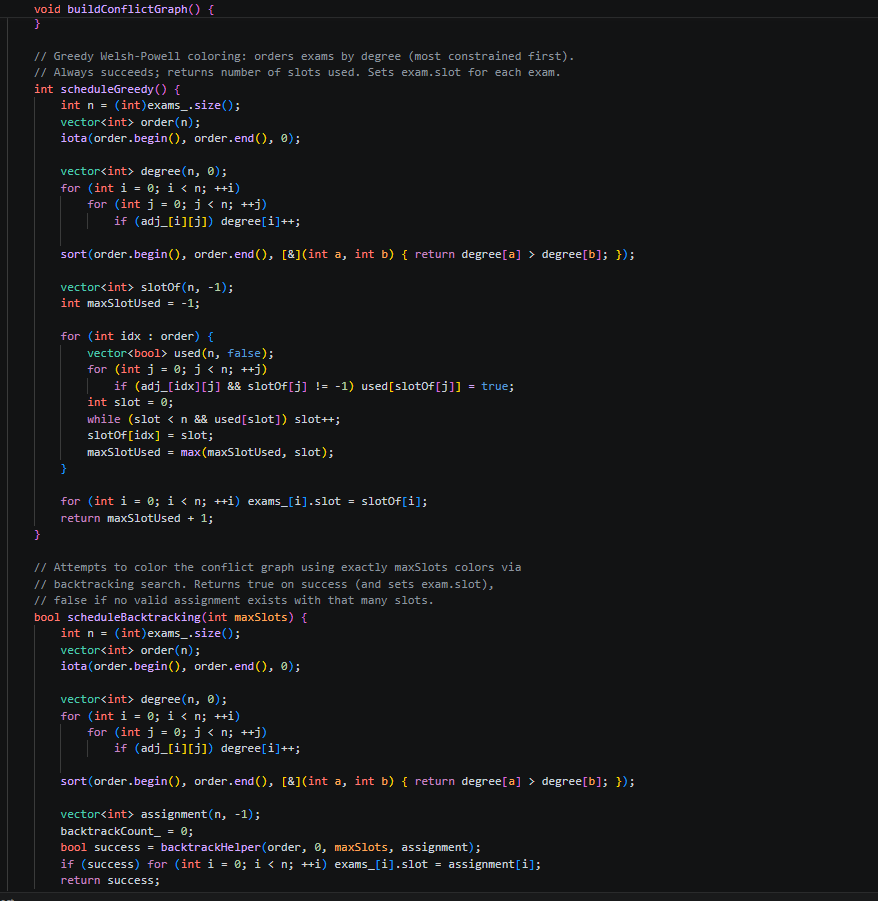 void buildConflictGraph() {
}
// Greedy Welsh-Powell coloring: orders exams by degree (most constrained first).
// Always succeeds; returns number of slots used. Sets exam.slot for each exam.
int scheduleGreedy() {
    int n = (int)exams_.size();
    vector<int> order(n);
    iota(order.begin(), order.end(), 0);
    vector<int> degree(n, 0);
    for (int i = 0; i < n; ++i)
        for (int j = 0; j < n; ++j)
            if (adj_[i][j]) degree[i]++;
    sort(order.begin(), order.end(), [&](int a, int b) { return degree[a] > degree[b]; });
    vector<int> slotOf(n, -1);
    int maxSlotUsed = -1;
    for (int idx : order) {
        vector<bool> used(n, false);
        for (int j = 0; j < n; ++j)
            if (adj_[idx][j] && slotOf[j] != -1) used[slotOf[j]] = true;
        int slot = 0;
        while (slot < n && used[slot]) slot++;
        slotOf[idx] = slot;
        maxSlotUsed = max(maxSlotUsed, slot);
    }
    for (int i = 0; i < n; ++i) exams_[i].slot = slotOf[i];
    return maxSlotUsed + 1;
}
// Attempts to color the conflict graph using exactly maxSlots colors via
// backtracking search. Returns true on success (and sets exam.slot),
// false if no valid assignment exists with that many slots.
bool scheduleBacktracking(int maxSlots) {
    int n = (int)exams_.size();
    vector<int> order(n);
    iota(order.begin(), order.end(), 0);
    vector<int> degree(n, 0);
    for (int i = 0; i < n; ++i)
        for (int j = 0; j < n; ++j)
            if (adj_[i][j]) degree[i]++;
    sort(order.begin(), order.end(), [&](int a, int b) { return degree[a] > degree[b]; });
    vector<int> assignment(n, -1);
    backtrackCount_ = 0;
    bool success = backtrackHelper(order, 0, maxSlots, assignment);
    if (success) for (int i = 0; i < n; ++i) exams_[i].slot = assignment[i];
    return success;